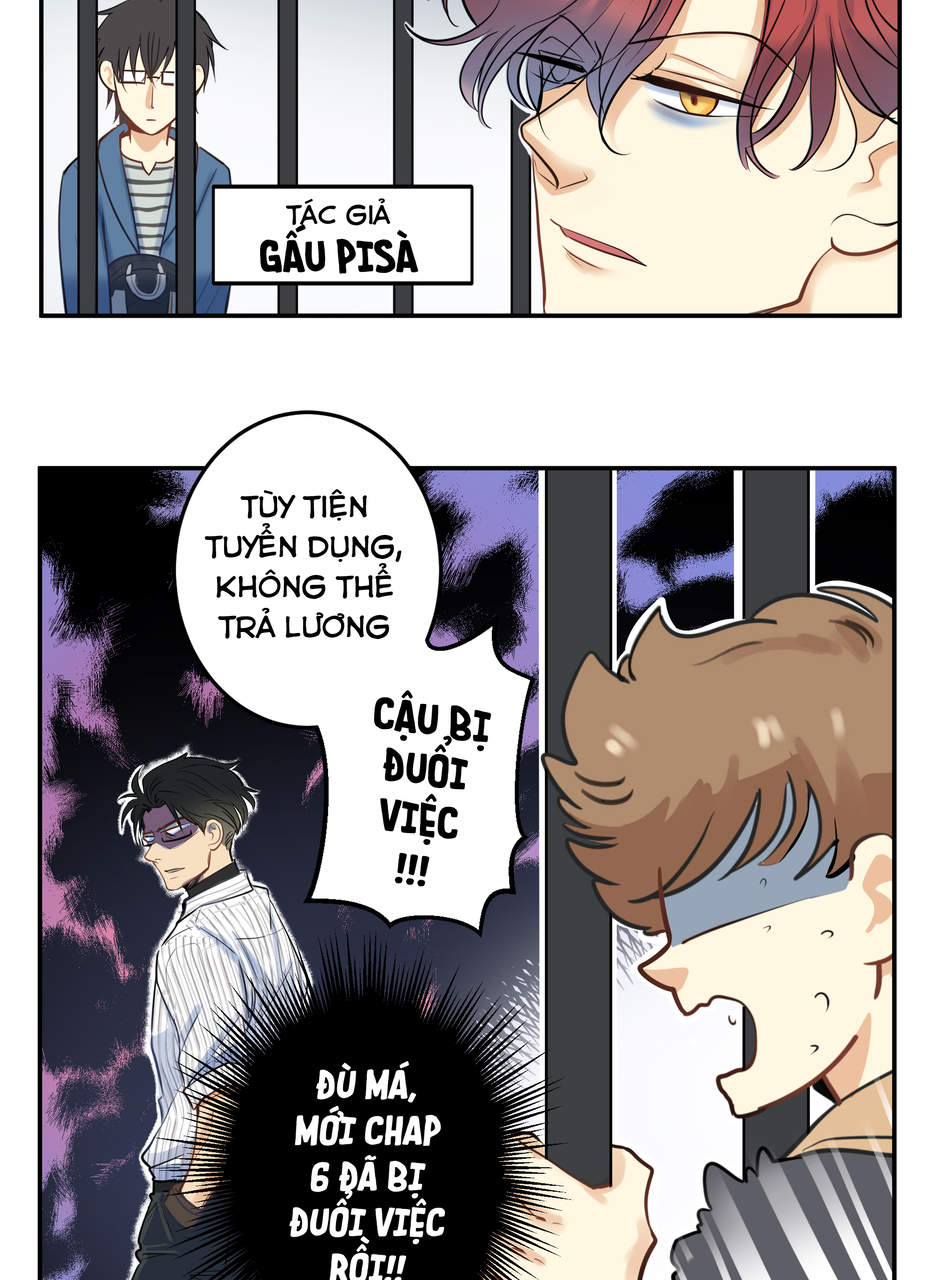 TÁC GIẢ
GẤU PISÀ
TÙY TIỆN
TUYỂN DỤNG,
KHÔNG THỂ
TRẢ LƯƠNG
CẬU BỊ
ĐUỔI
VIỆC
!!!
ĐÙ MÁ,
MỚI CHAP
6 ĐÃ BỊ
ĐUỔI VIỆC
RỒI!!